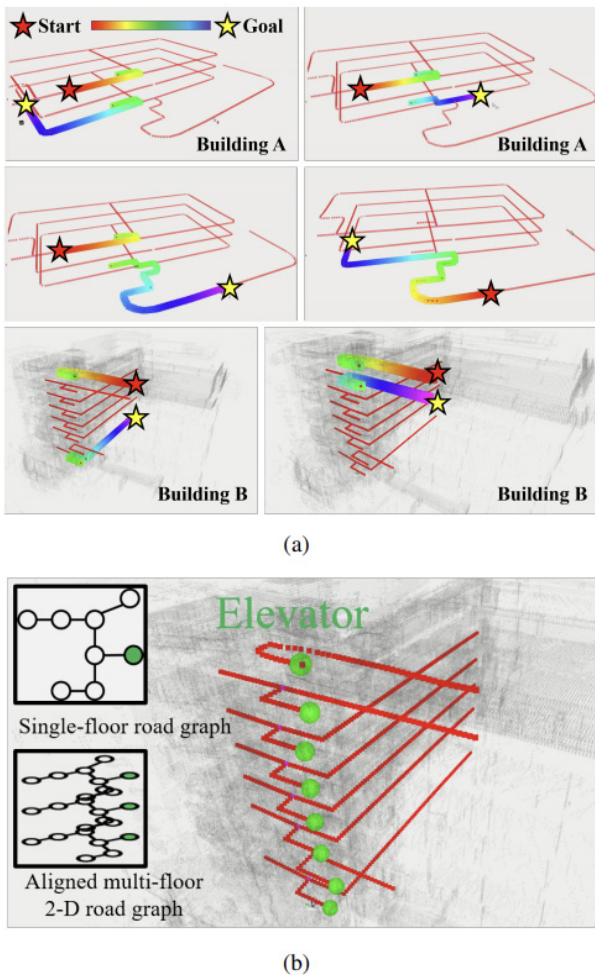 Start
Goal
Building A
Building A
Building B
Building B
(a)
Elevator
Single-floor road graph
Aligned multi-floor
2-D road graph
(b)